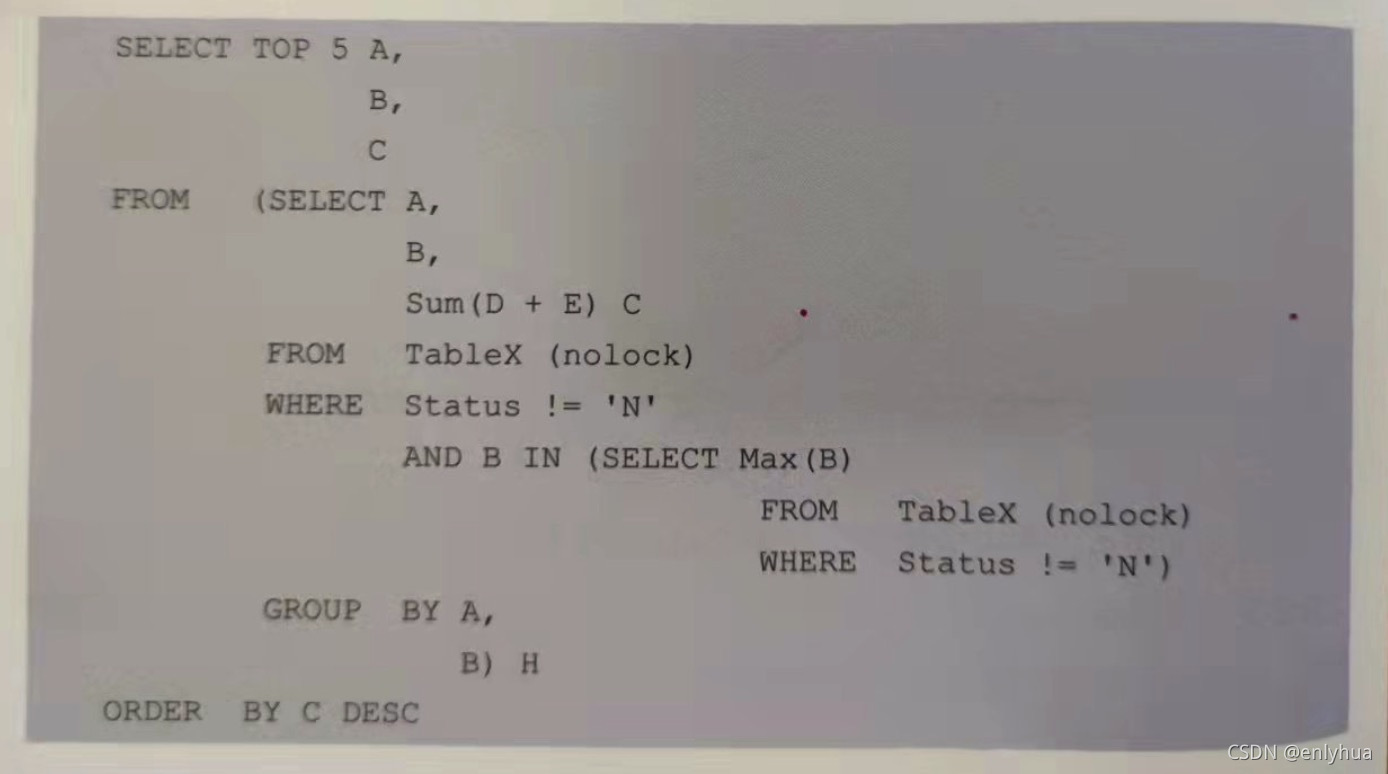 SELECT TOP 5 A,
B,
C
FROM (SELECT A,
B,
Sum(D + E) C
FROM TableX (nolock)
WHERE Status != 'N'
AND B IN (SELECT Max(B)
FROM TableX (nolock)
WHERE Status != 'N')
GROUP BY A,
B) H
ORDER BY C DESC
CSDN @enlyhua